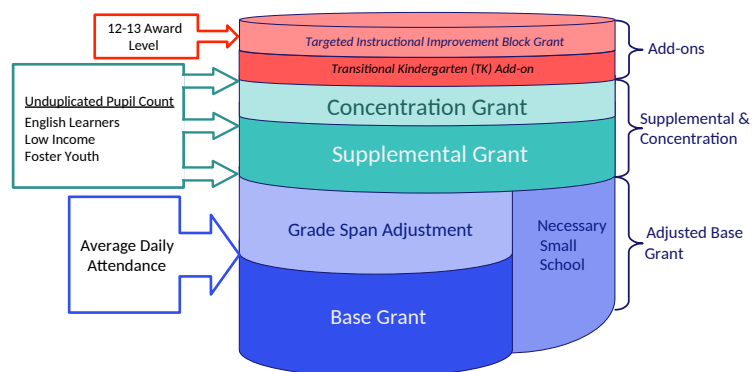 12-13 Award
Level
Targeted Instructional Improvement Block Grant
Transitional Kindergarten (TK) Add-on
Add-ons
Unduplicated Pupil Count
English Learners
Low Income
Foster Youth
Concentration Grant
Supplemental Grant
Supplemental &
Concentration
Average Daily
Attendance
Grade Span Adjustment
Necessary
Small
School
Adjusted Base
Grant
Base Grant